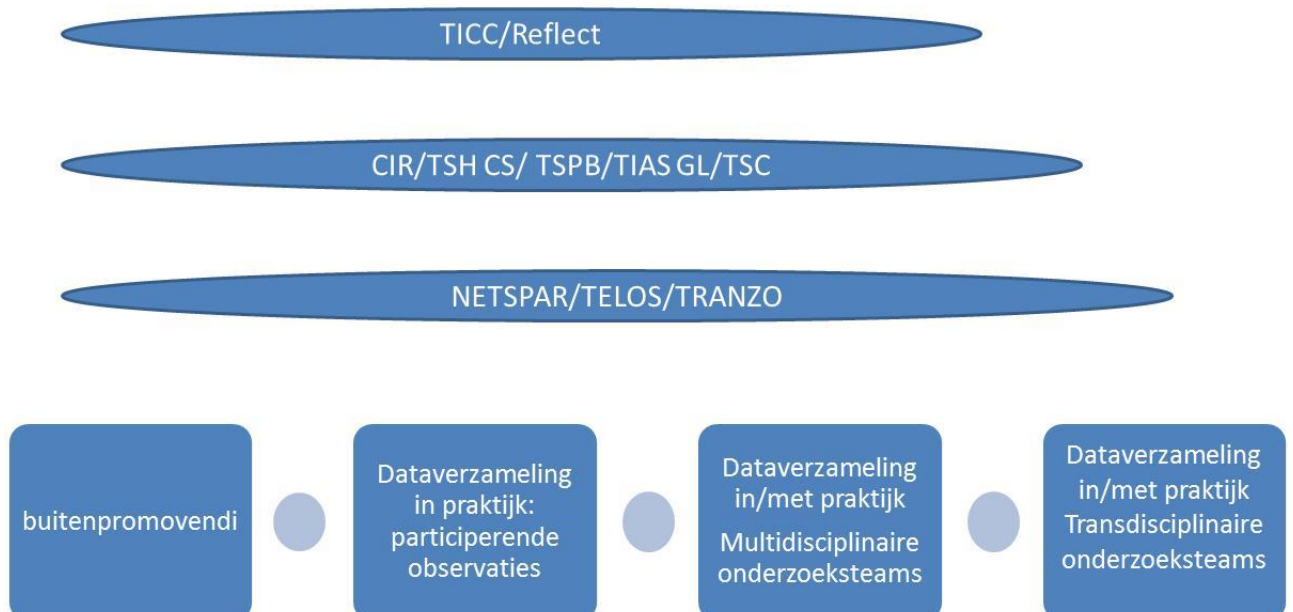 TICC/Reflect
CIR/TSH CS/ TSPB/TIAS GL/TSC
NETSPAR/TELOS/TRANZO
buitenpromovendi
Dataverzameling
in praktijk:
participerende
observaties
Dataverzameling
in/met praktijk
Multidisciplinaire
onderzoeksteams
Dataverzameling
in/met praktijk
Transdisciplinaire
onderzoeksteams